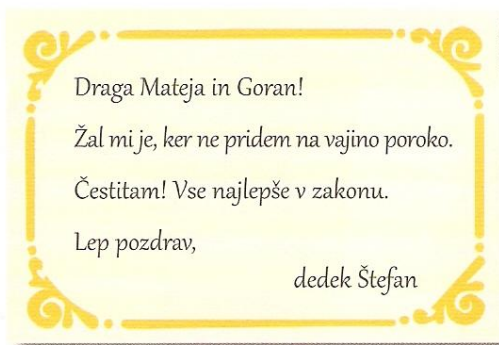 Draga Mateja in Goran!
Žal mi je, ker ne pridem na vajino poroko.
Čestitam! Vse najlepše v zakonu.
Lep pozdrav,
dedek Štefan